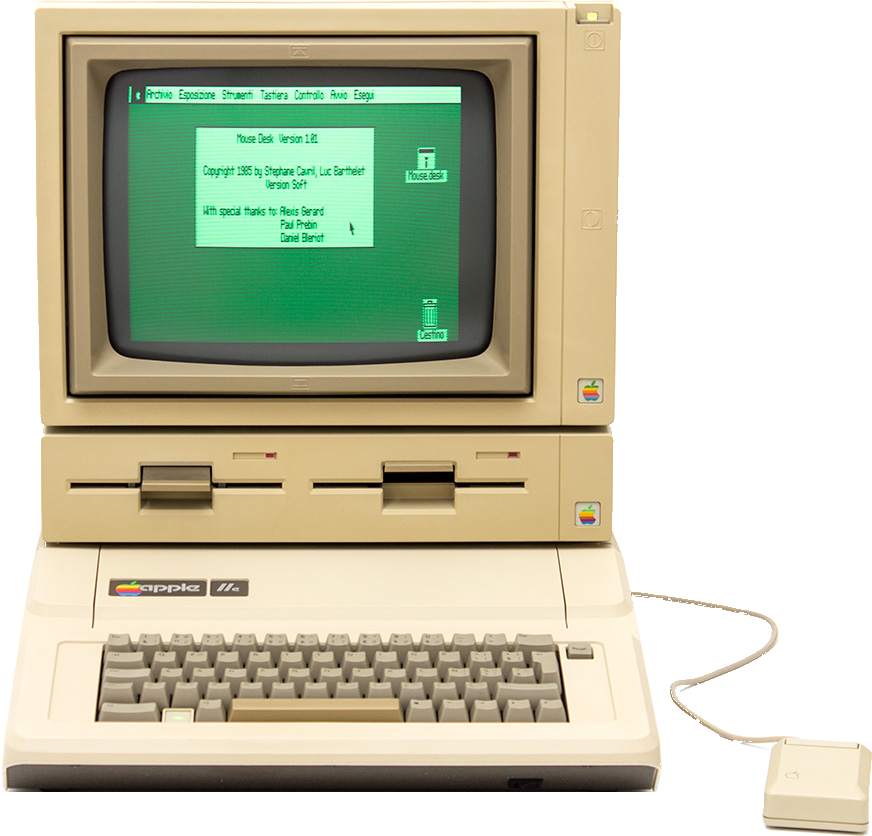 Archivio Esposizione Strumenti Tastiera Controllo Avvio Esegui
Mouse Desk Version 1.01
Copyright 1985 by Stephane Cavril, Luc Barthelet
Version Soft
With special thanks to: Alexis Gerard
Paul Prebin
Daniel Bleriot
Mouse.desk
Cestino
apple //e